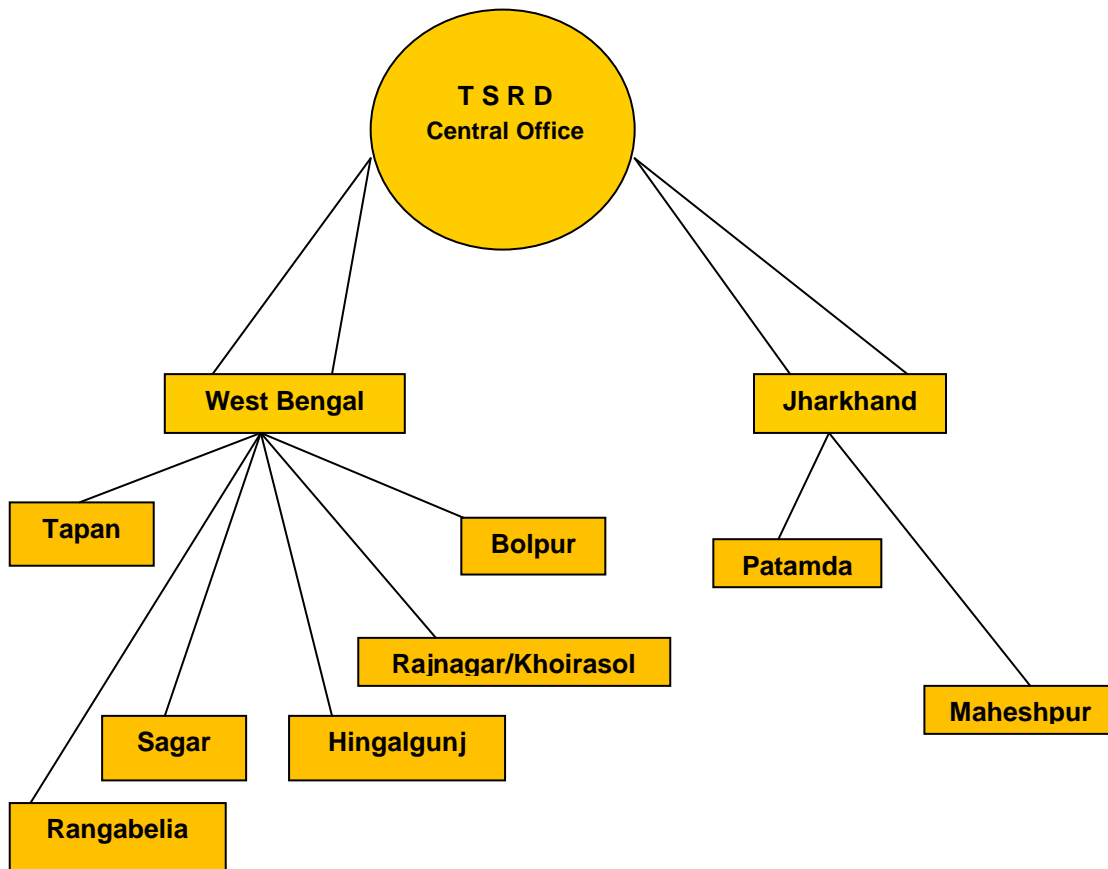 T S R D
Central Office
West Bengal
Jharkhand
Tapan
Bolpur
Patamda
Rajnagar/Khoirasol
Maheshpur
Sagar
Hingalgunj
Rangabelia